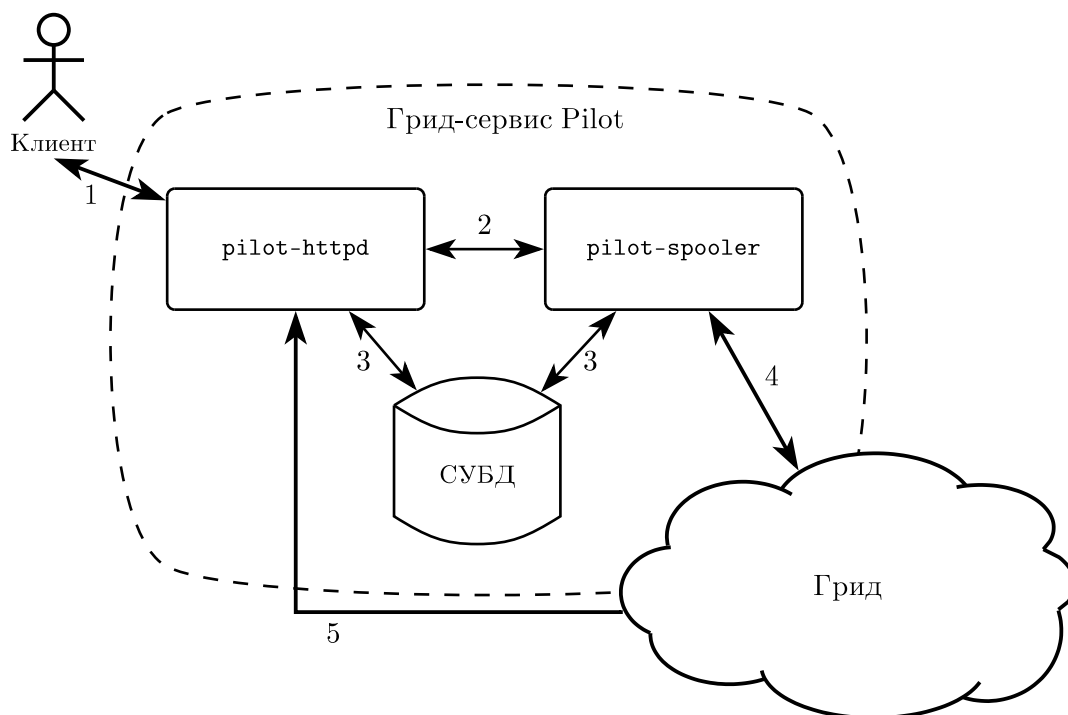 Клиент
Грид-сервис Pilot
1
2
pilot-httpd
pilot-spooler
3
3
4
СУБД
Грид
5